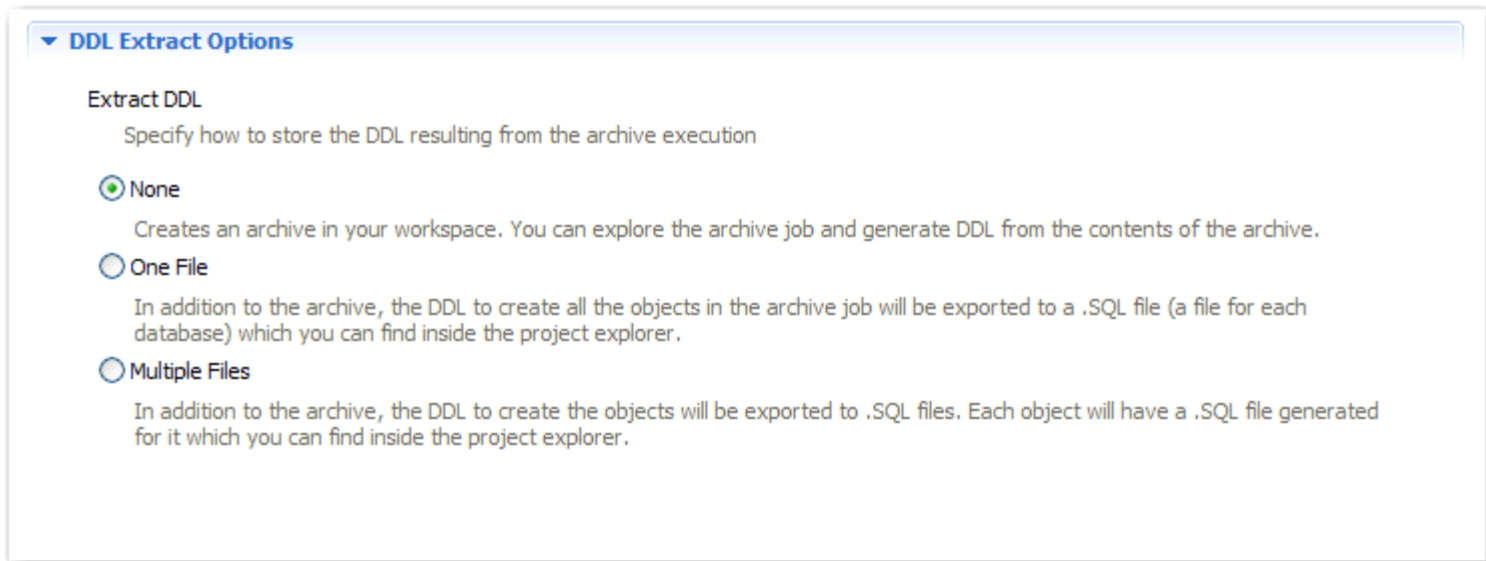 DDL Extract Options
Extract DDL
Specify how to store the DDL resulting from the archive execution
None
Creates an archive in your workspace. You can explore the archive job and generate DDL from the contents of the archive.
One File
In addition to the archive, the DDL to create all the objects in the archive job will be exported to a .SQL file (a file for each
database) which you can find inside the project explorer.
Multiple Files
In addition to the archive, the DDL to create the objects will be exported to .SQL files. Each object will have a .SQL file generated
for it which you can find inside the project explorer.